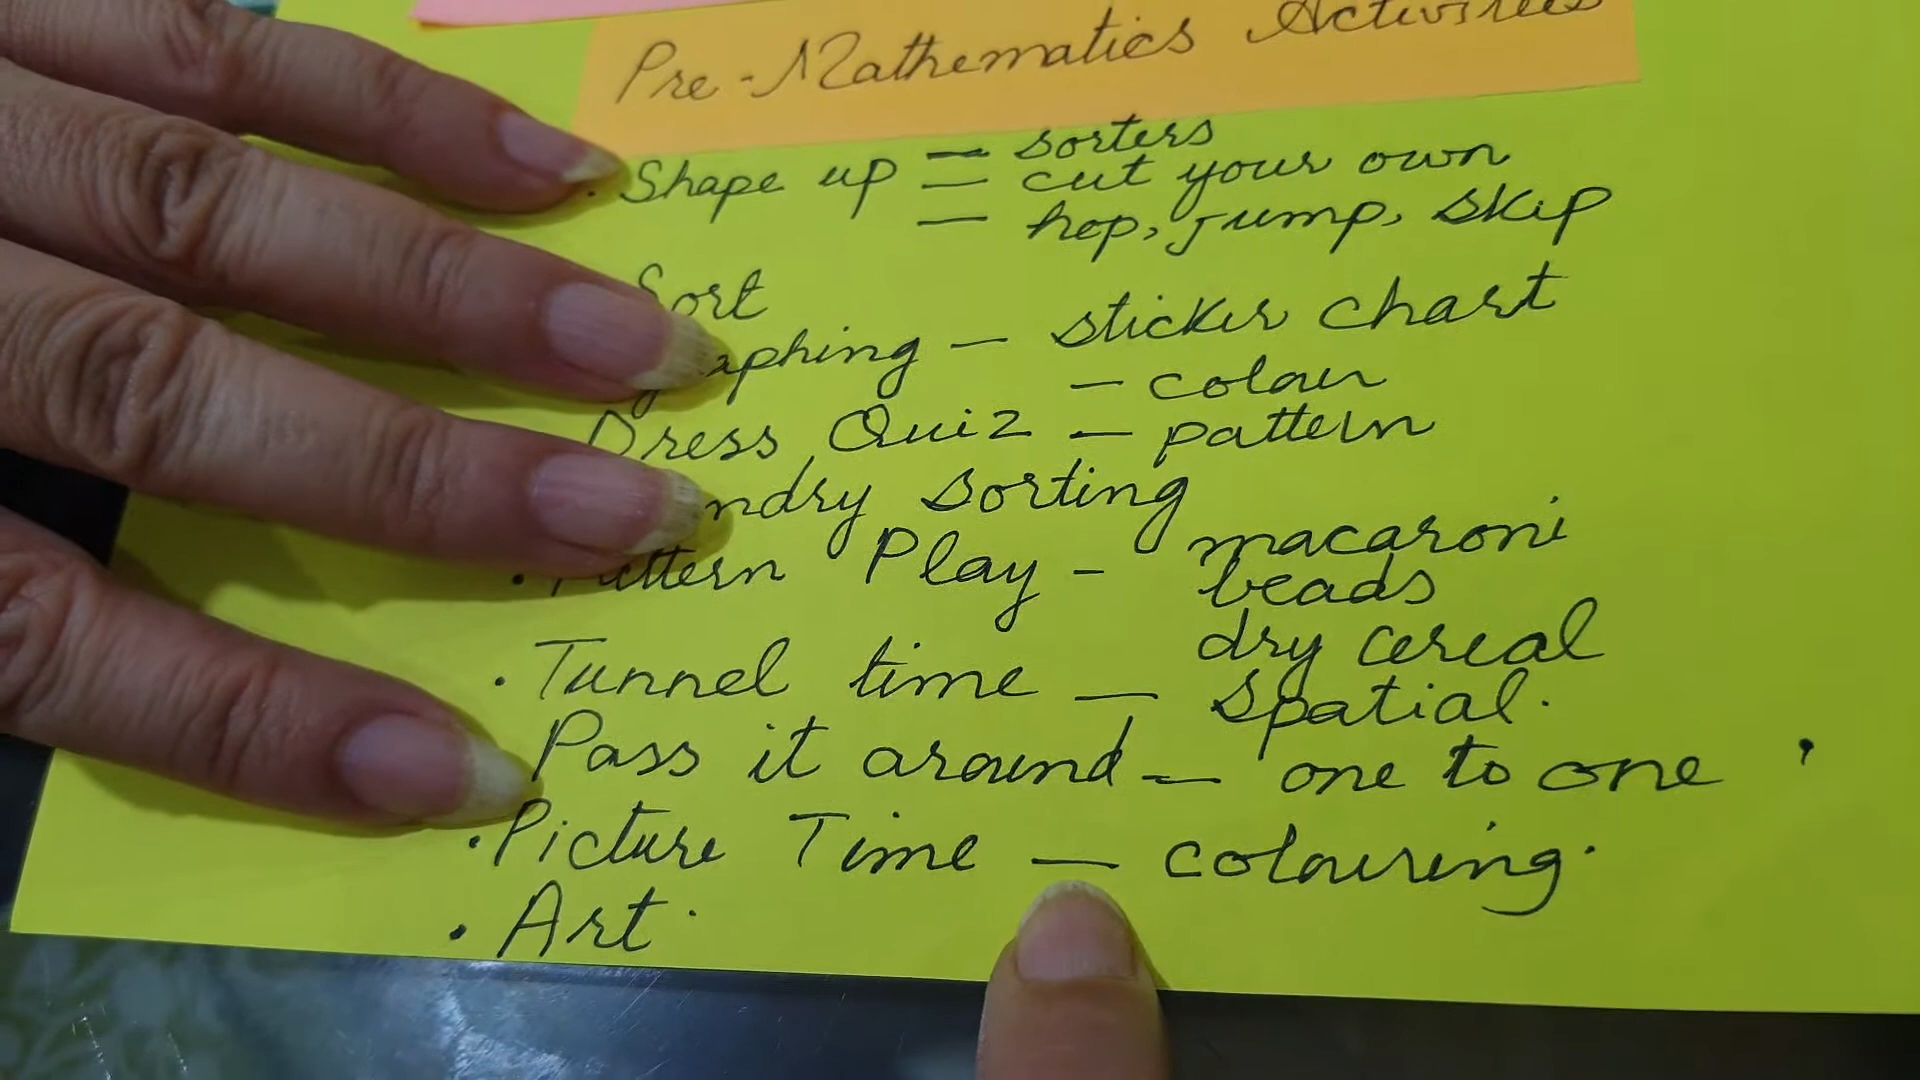 Pre-Mathematics Activities
. Shape up - sorters
- cut your own
- hop, jump, skip
Sort
graphing - sticker chart
- colour
Dress Quiz - pattern
ndry sorting
. Pattern Play - macaroni
beads
dry cereal
. Tunnel time - spatial.
Pass it around - one to one
. Picture Time - colouring.
. Art.